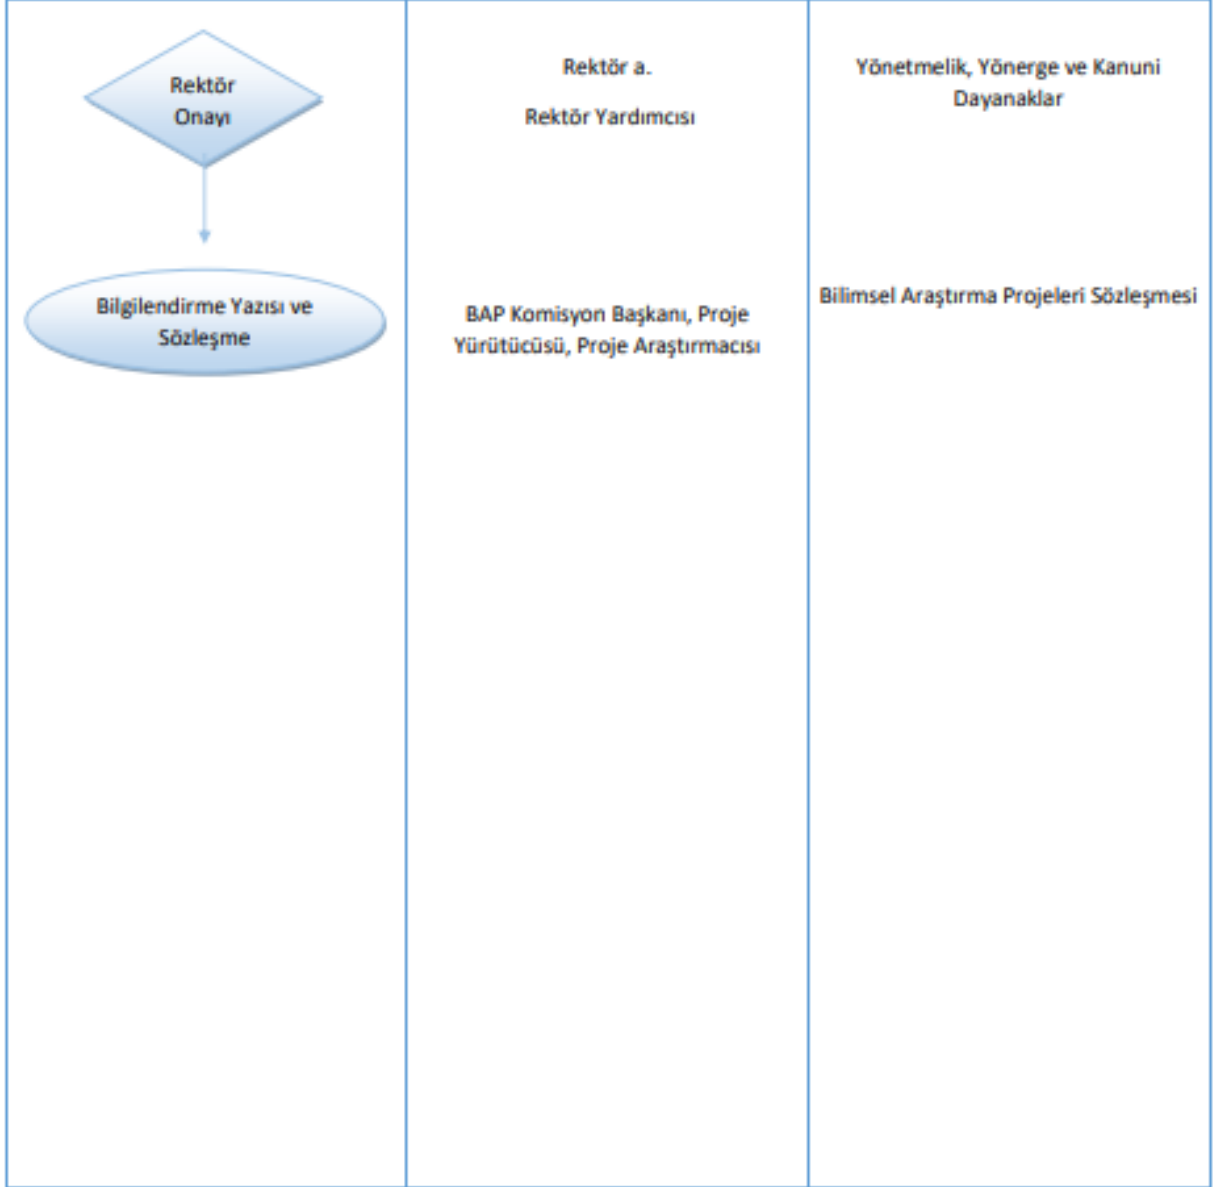 Rektör
Onayı
Rektör a.
Rektör Yardımcısı
Yönetmelik, Yönerge ve Kanuni
Dayanaklar
Bilgilendirme Yazısı ve
Sözleşme
BAP Komisyon Başkanı, Proje
Yürütücüsü, Proje Araştırmacısı
Bilimsel Araştırma Projeleri Sözleşmesi